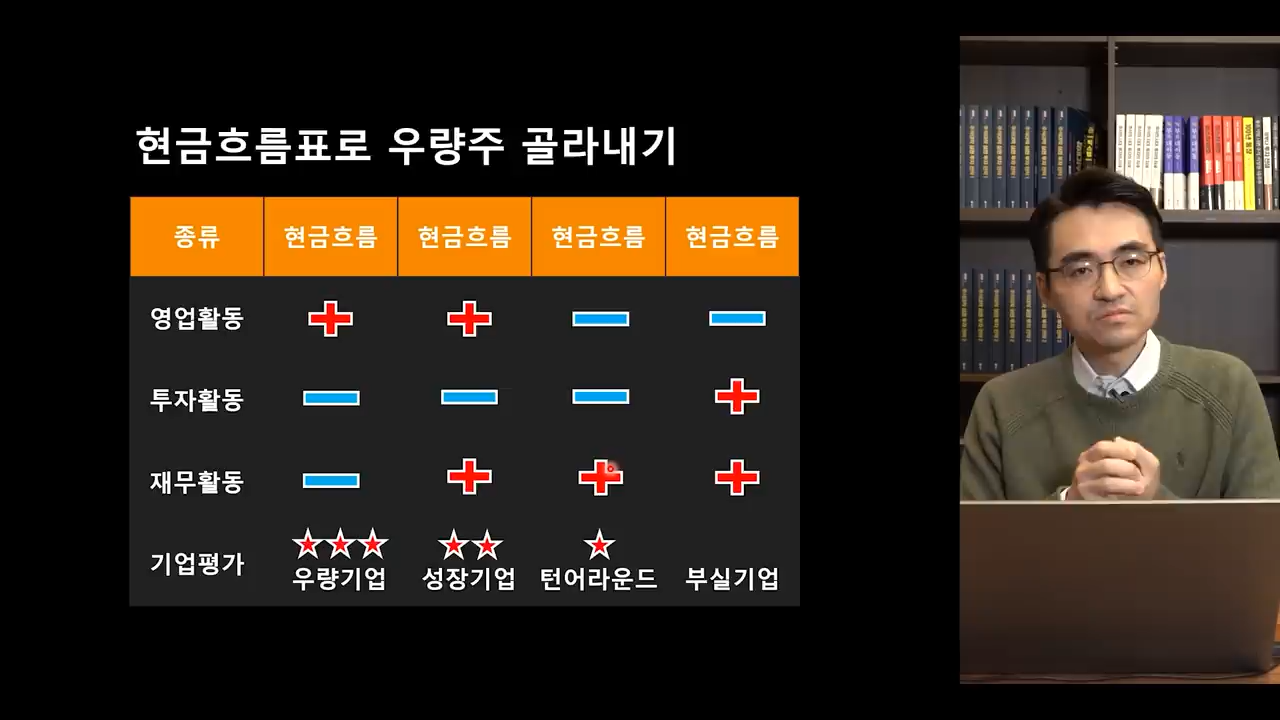 현금흐름표로 우량주 골라내기
종류 현금흐름 현금흐름 현금흐름 현금흐름
영업활동
투자활동
재무활동
기업평가
우량기업 성장기업 턴어라운드 부실기업